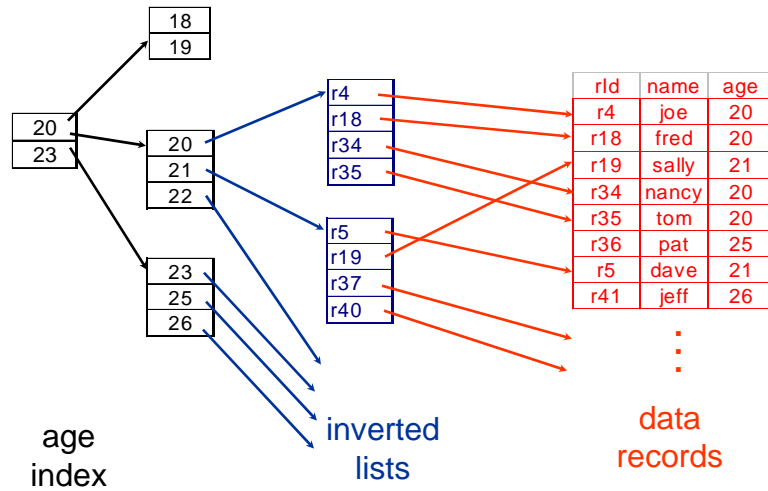 18
19
20
23
20
21
22
23
25
26
age
index
r4
r18
r34
r35
r5
r19
r37
r40
inverted
lists
rId name age
r4 joe 20
r18 fred 20
r19 sally 21
r34 nancy 20
r35 tom 20
r36 pat 25
r5 dave 21
r41 jeff 26
data
records